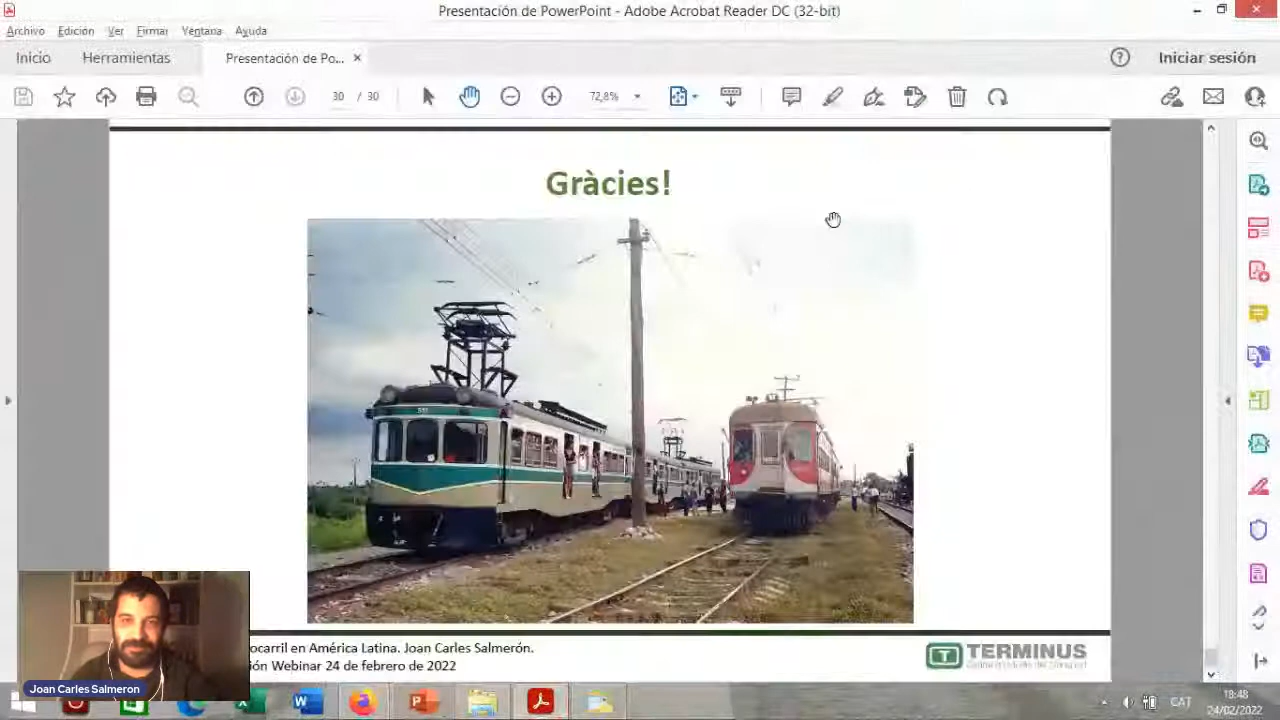 Presentación de PowerPoint - Adobe Acrobat Reader DC (32-bit)
Archivo Edición Ver Firmar Ventana Ayuda
Inicio Herramientas Presentación de Po... Iniciar sesión
30 / 30 72,8%
Gràcies!
ocarril en América Latina. Joan Carles Salmerón.
ión Webinar 24 de febrero de 2022
TERMINUS
Joan Carles Salmeron
CAT
18:48
24/02/2022